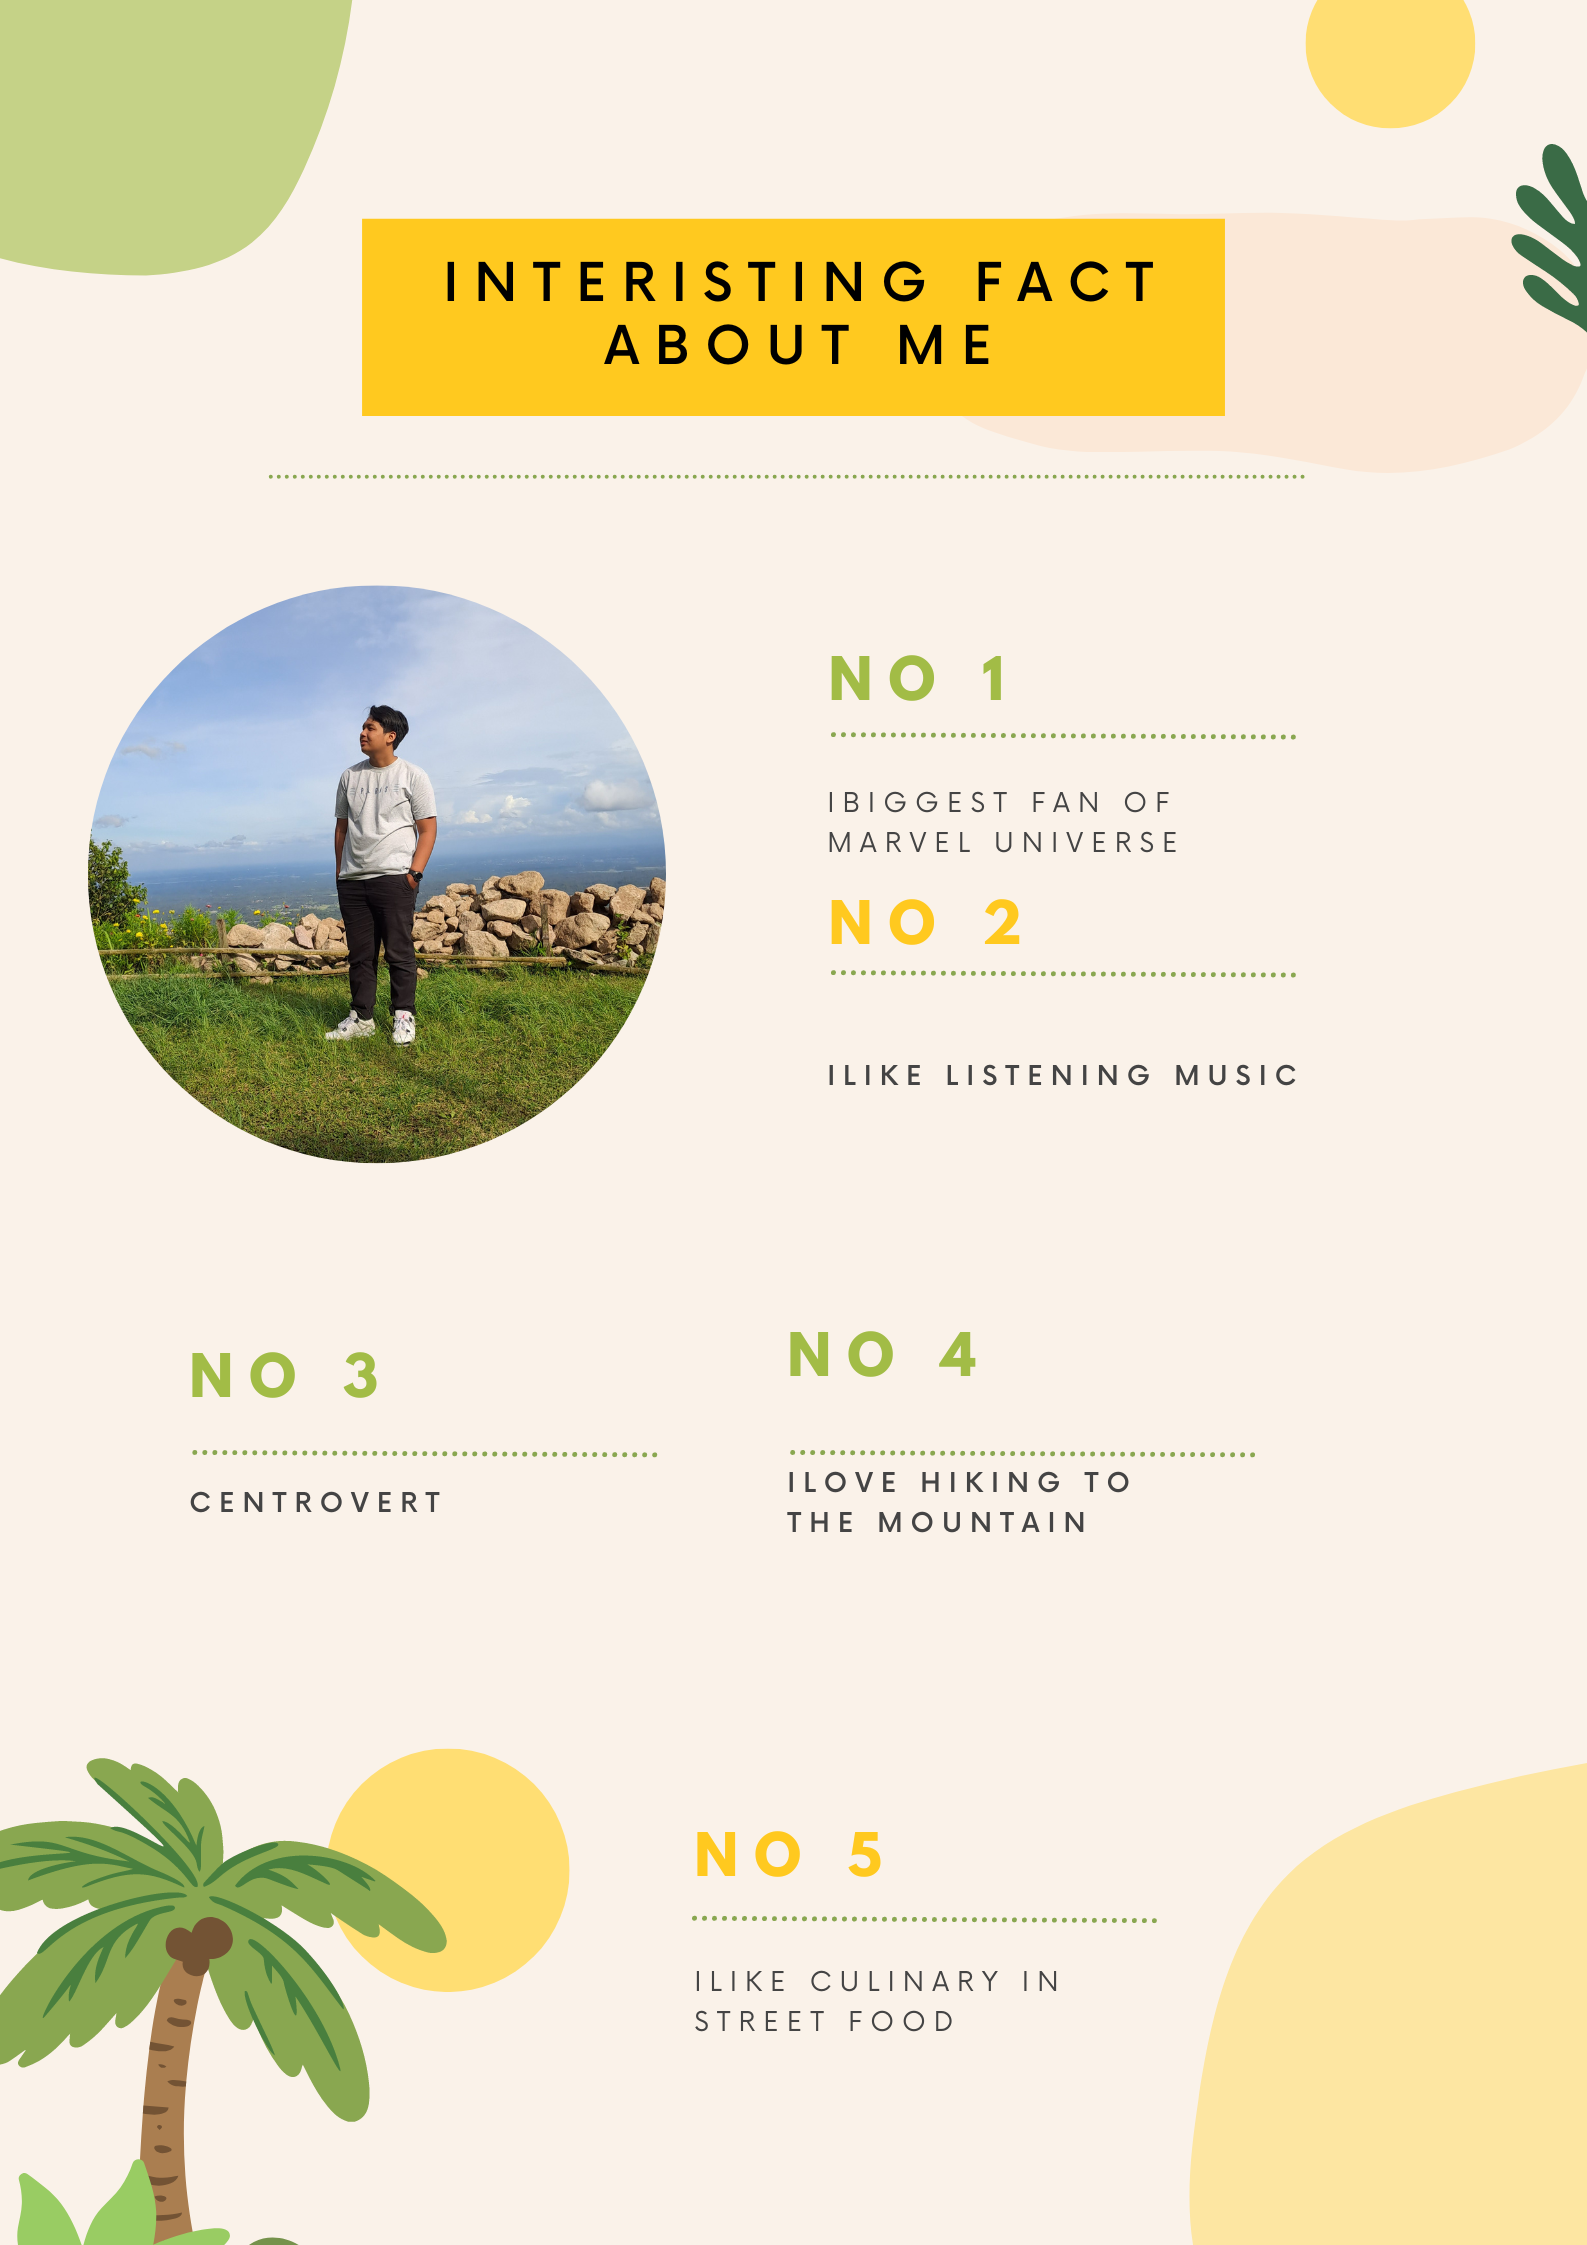 INTERISTING FACT
ABOUT ME
NO 1
IBIGGEST FAN OF
MARVEL UNIVERSE
NO 2
ILIKE LISTENING MUSIC
NO 3
CENTROVERT
NO 4
ILOVE HIKING TO
THE MOUNTAIN
NO 5
ILIKE CULINARY IN
STREET FOOD